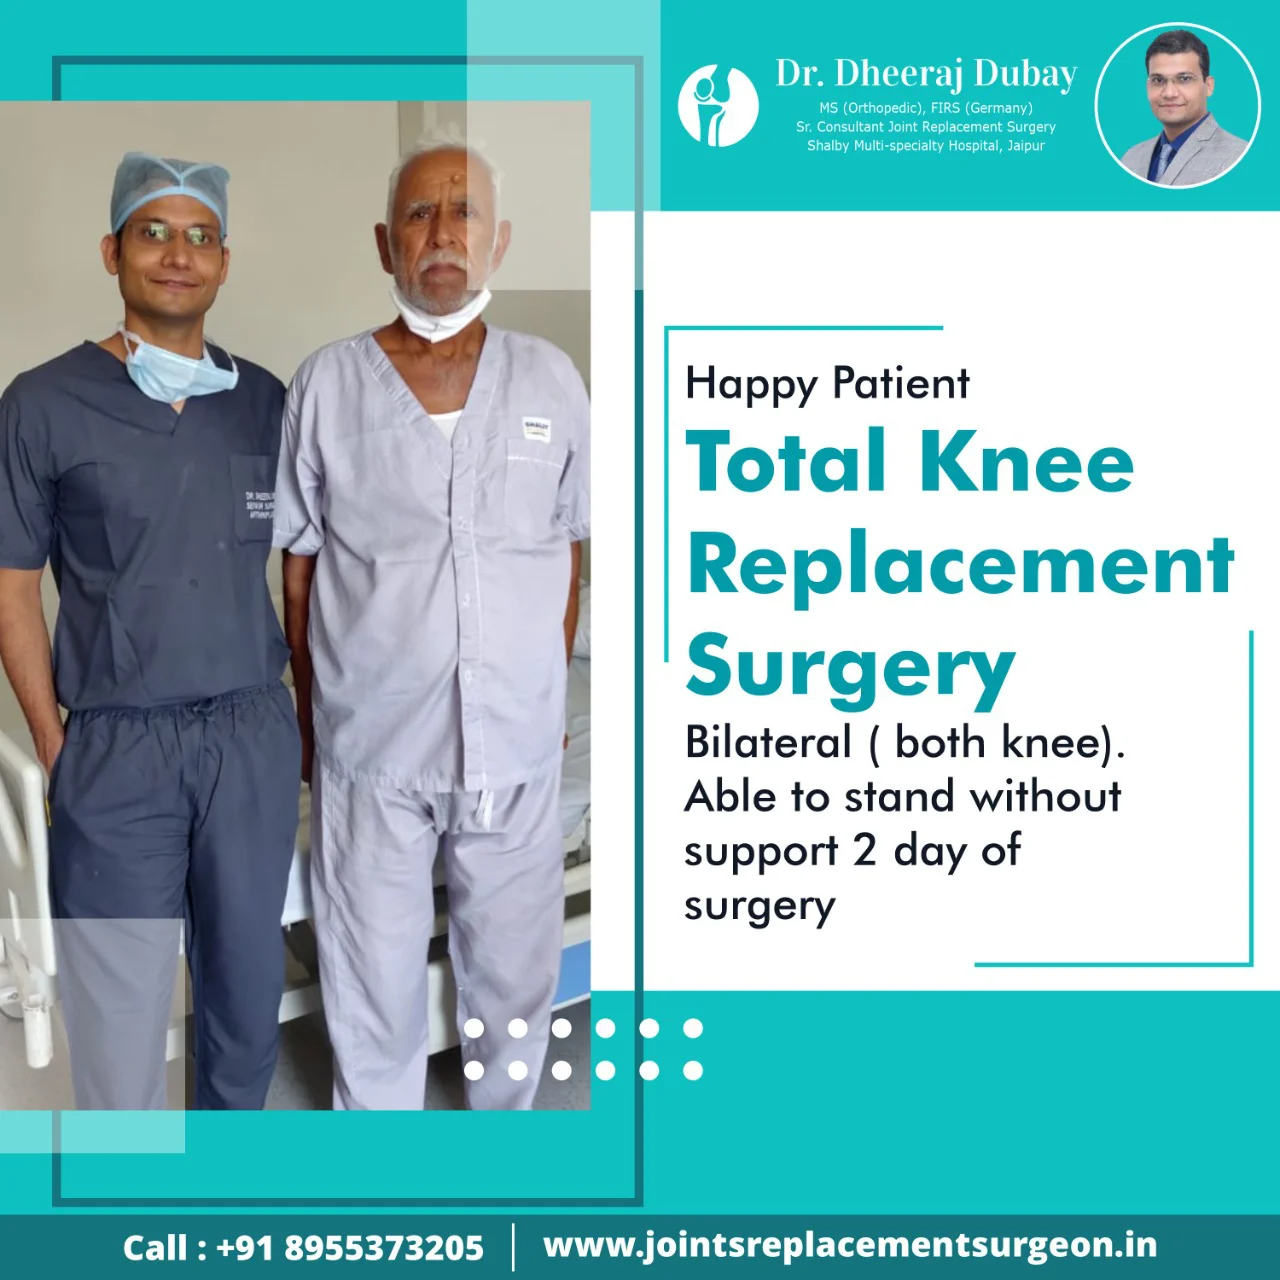 Dr. Dheeraj Dubay
MS (Orthopedic), FIRS (Germany)
Sr. Consultant Joint Replacement Surgery
Shalby Multi-specialty Hospital, Jaipur
Happy Patient
Total Knee
Replacement
Surgery
Bilateral ( both knee).
Able to stand without
support 2 day of
surgery
SHALBY
Call : +91 8955373205
www.jointsreplacementsurgeon.in